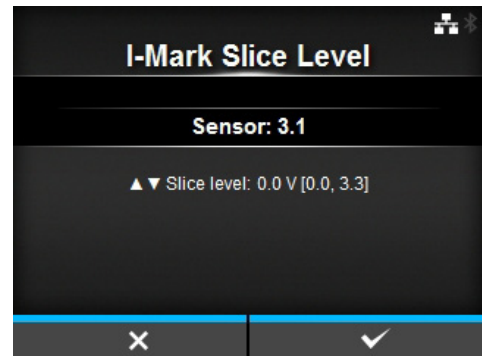 I-Mark Slice Level
Sensor: 3.1
▲▼ Slice level: 0.0 V [0.0, 3.3]